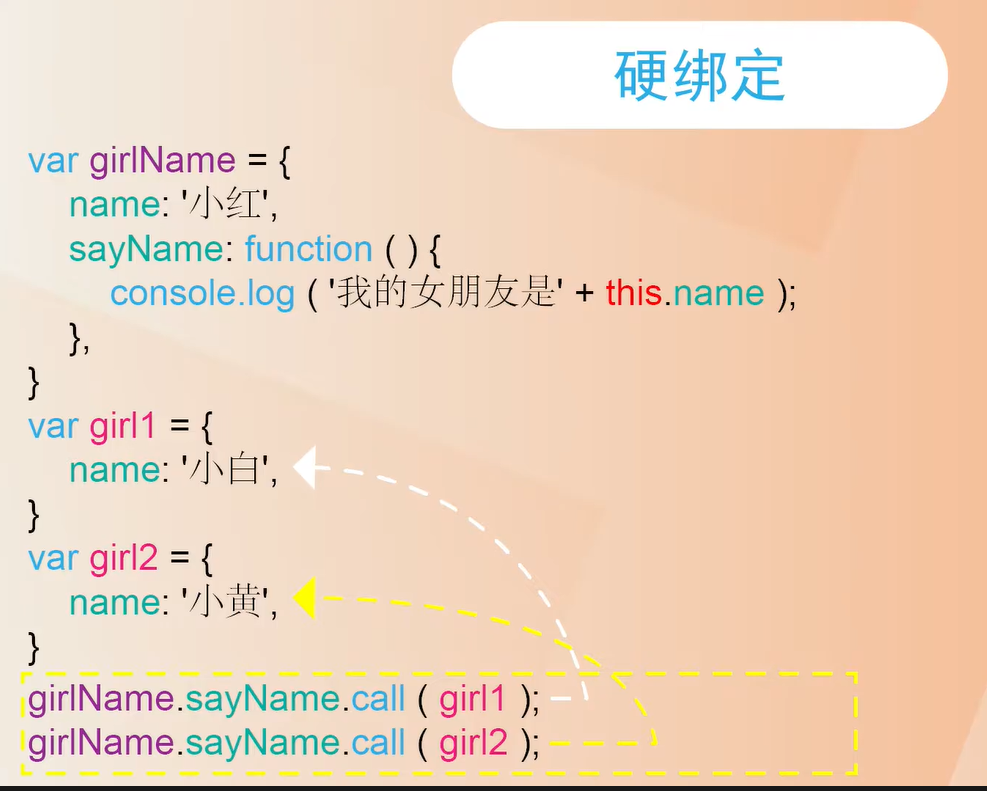 硬绑定
var girlName = {
name: '小红',
sayName: function ( ) {
console.log ( '我的女朋友是' + this.name );
},
}
var girl1 = {
name: '小白',
}
var girl2 = {
name: '小黄',
}
girlName.sayName.call ( girl1 );
girlName.sayName.call ( girl2 );